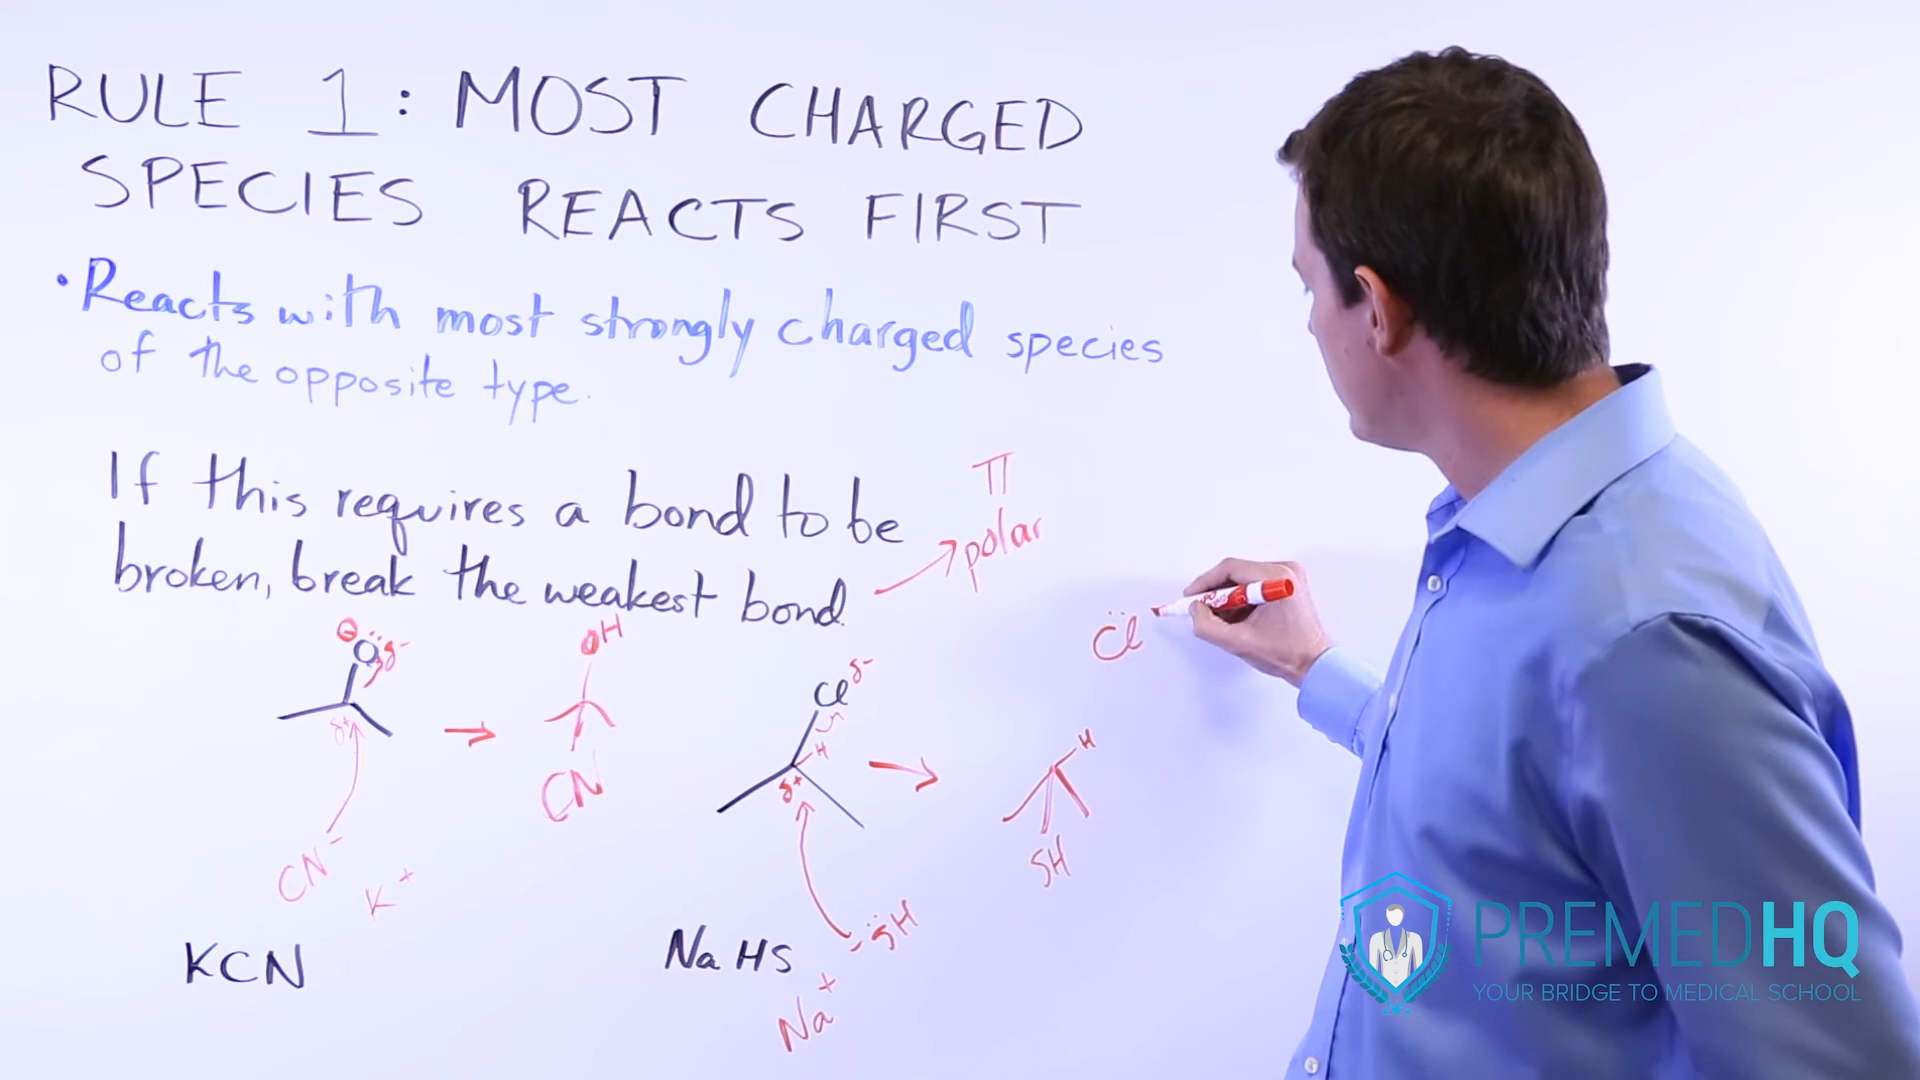 RULE 1: MOST CHARGED
SPECIES REACTS FIRST
• Reacts with most strongly charged species
of the opposite type.
If this requires a bond to be
broken, break the weakest bond
π
polar
⊖
O δ-
δ+
CN-
K+
KCN
OH
CN
Cl δ-
H
δ+
-SH
Na HS
Na+
H
SH
Cl
PREMEDHQ
YOUR BRIDGE TO MEDICAL SCHOOL